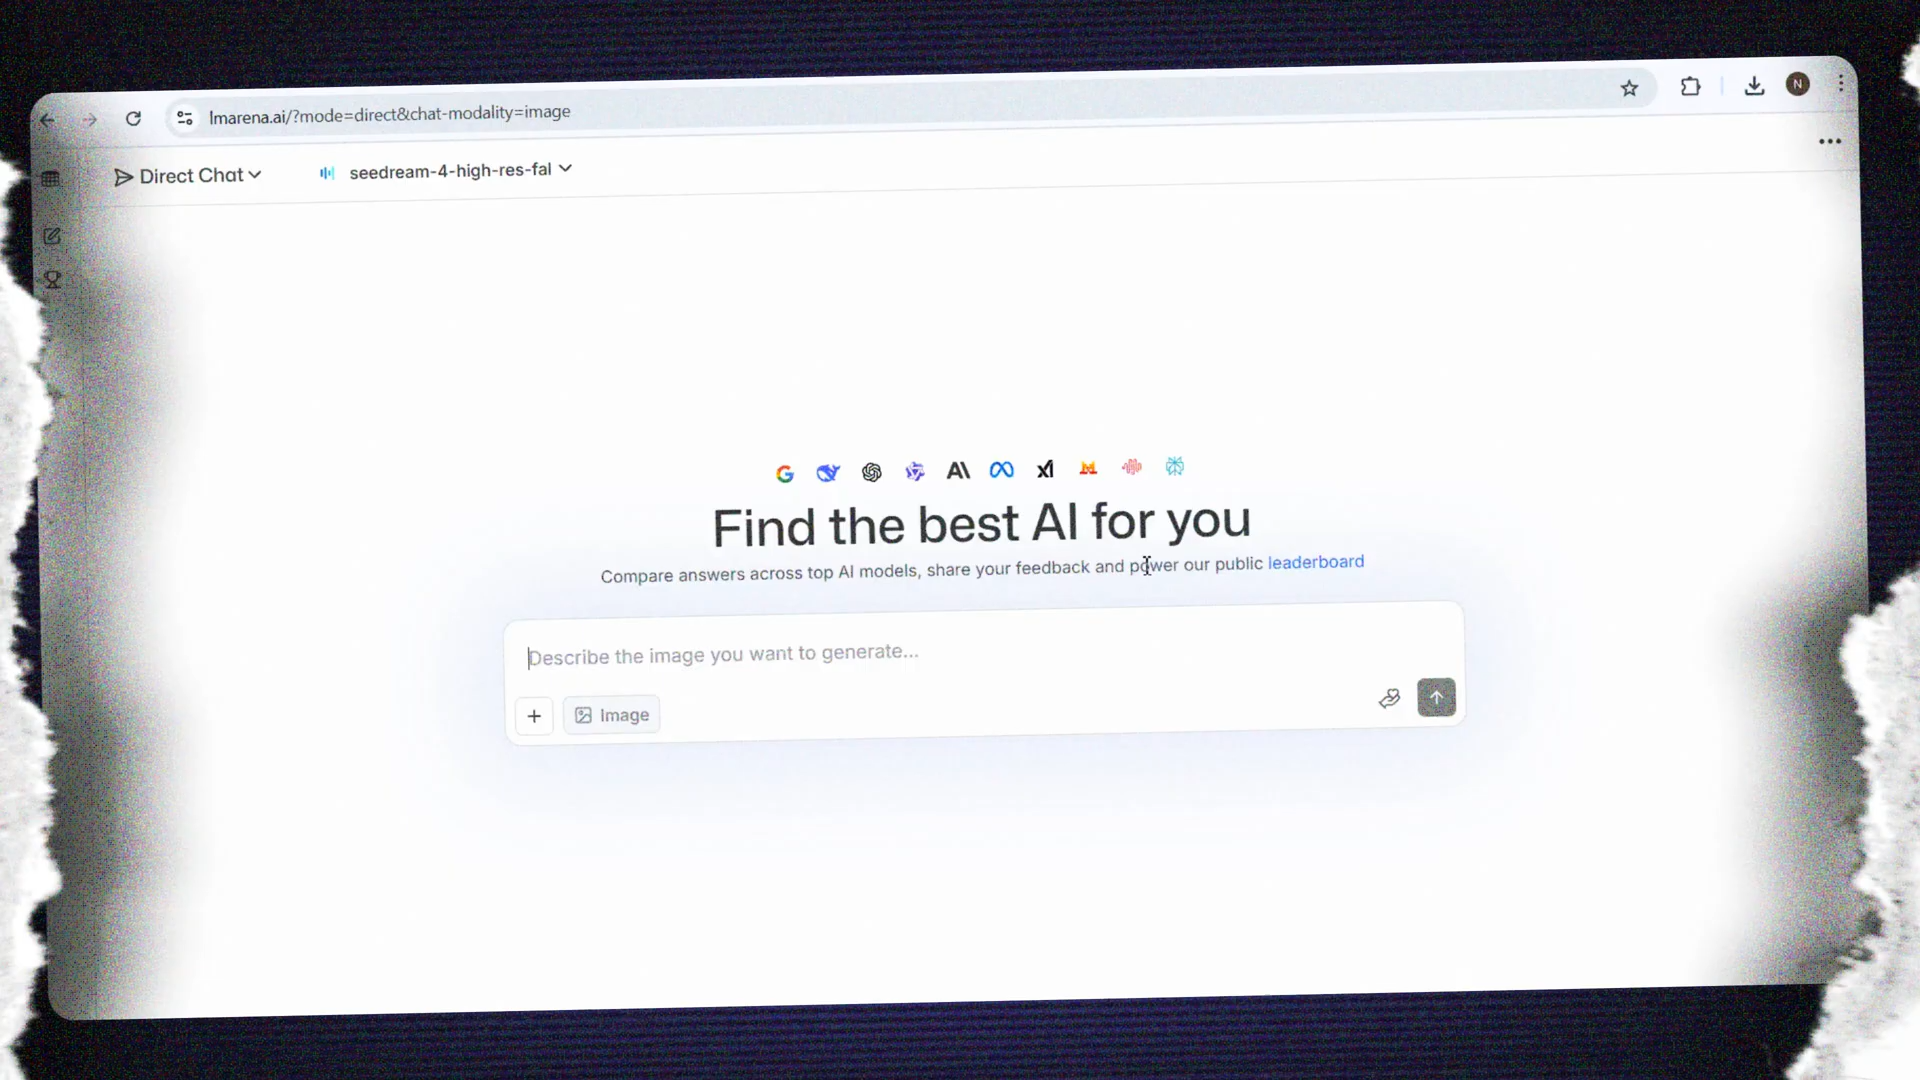 lmarena.ai/?mode=direct&chat-modality=image
N
Direct Chat
seedream-4-high-res-fal
Find the best AI for you
Compare answers across top AI models, share your feedback and power our public leaderboard
Describe the image you want to generate...
Image